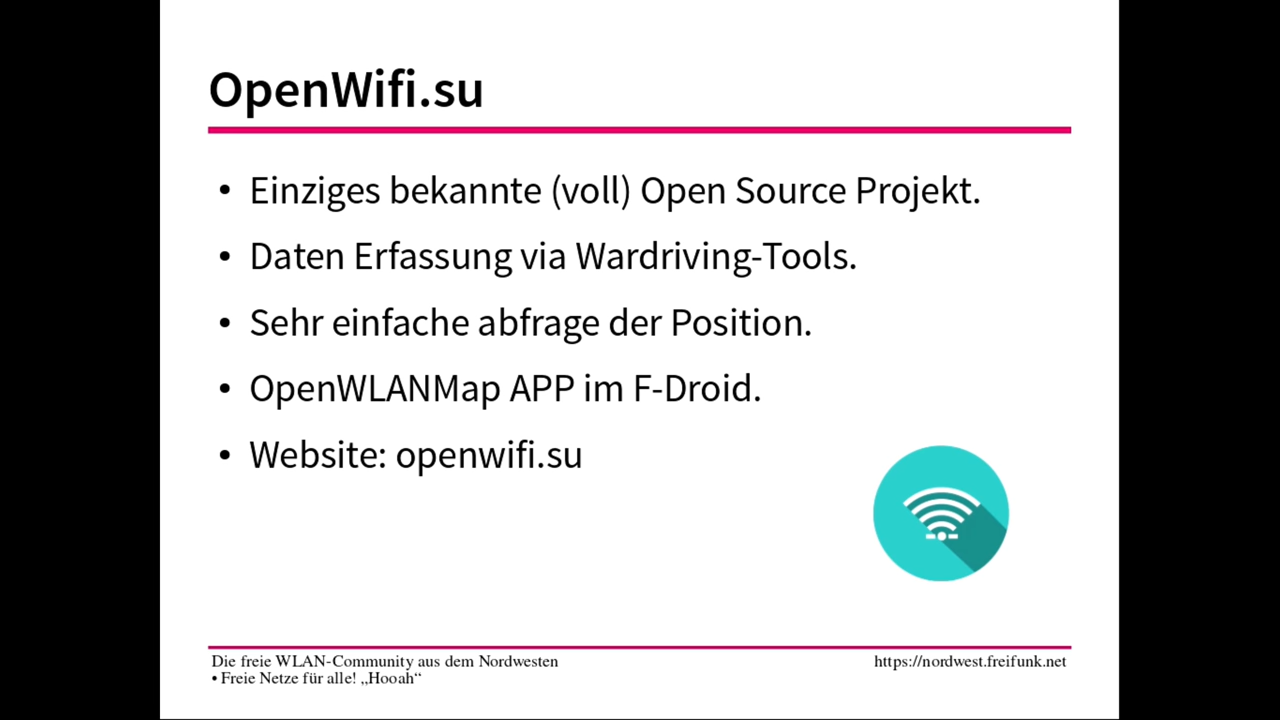 OpenWifi.su
• Einziges bekannte (voll) Open Source Projekt.
• Daten Erfassung via Wardriving-Tools.
• Sehr einfache abfrage der Position.
• OpenWLANMap APP im F-Droid.
• Website: openwifi.su
Die freie WLAN-Community aus dem Nordwesten
• Freie Netze für alle! „Hooah“
https://nordwest.freifunk.net